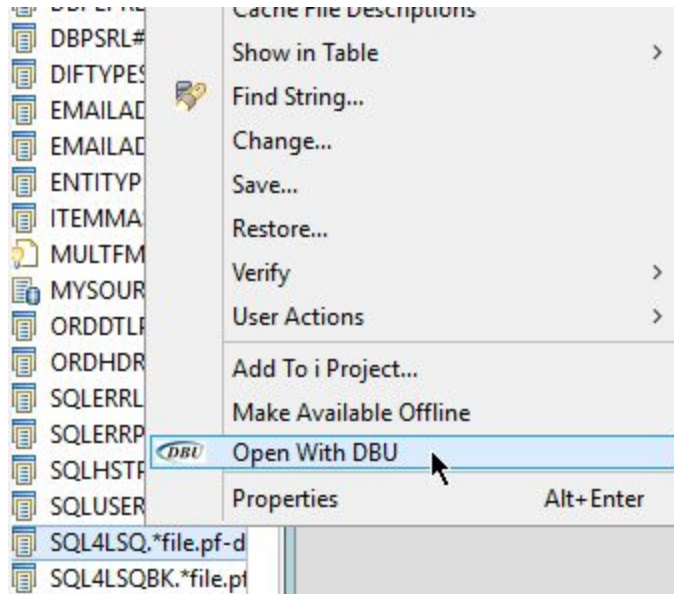 Cache File Descriptions
DBPSRL#
Show in Table
DIFTYPES
Find String...
EMAILAD
EMAILAD
Change...
ENTITYP
Save...
ITEMMA
Restore...
MULTFM
Verify
MYSOUR
User Actions
ORDDTLF
ORDHDR
Add To i Project...
SQLERRL
Make Available Offline
SQLERRP
DBU Open With DBU
SQLHSTP
SQLUSER
Properties Alt+Enter
SQL4LSQ.*file.pf-d
SQL4LSQBK.*file.pf